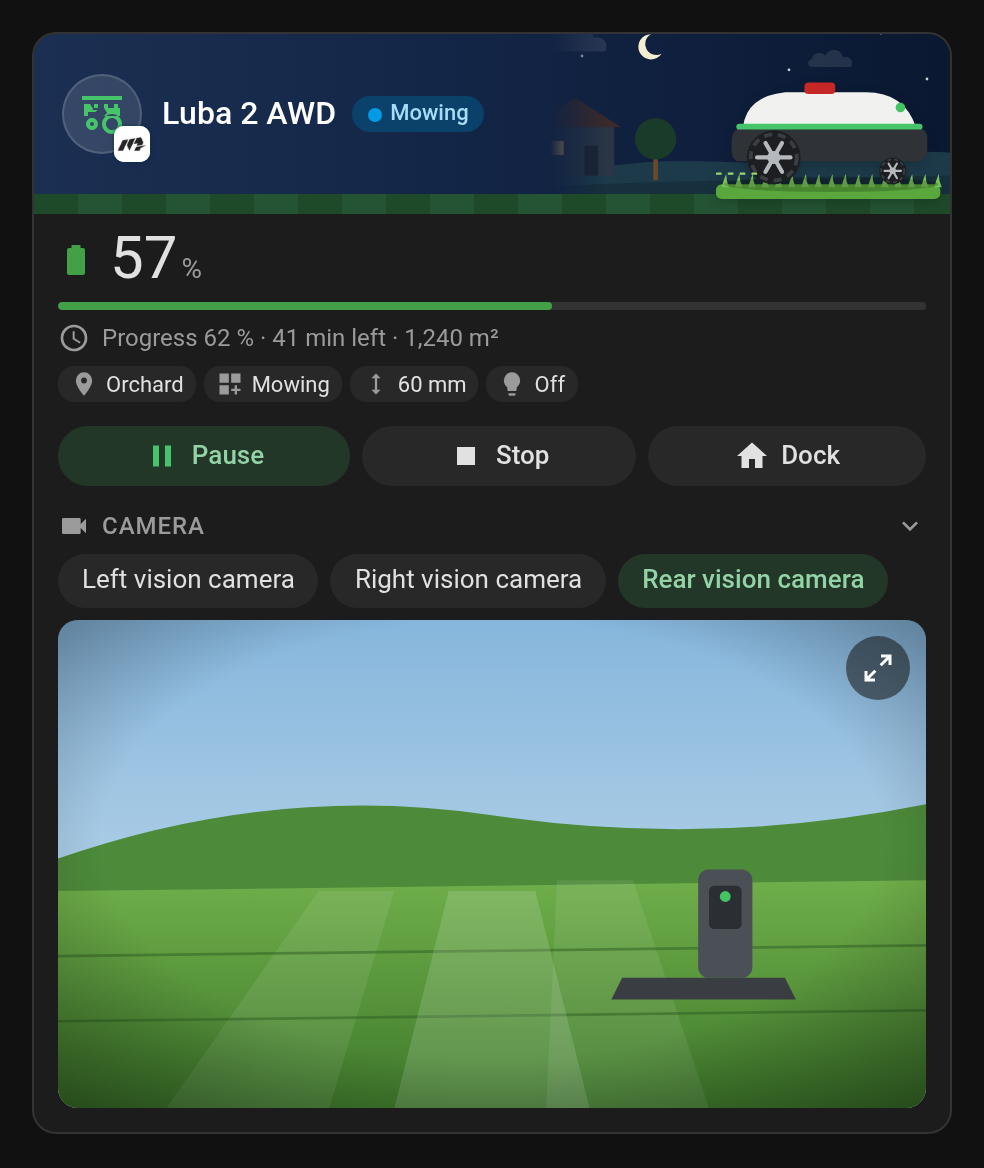 Luba 2 AWD Mowing
57 %
Progress 62 % · 41 min left · 1,240 m²
Orchard Mowing 60 mm Off
Pause Stop Dock
CAMERA
Left vision camera Right vision camera Rear vision camera